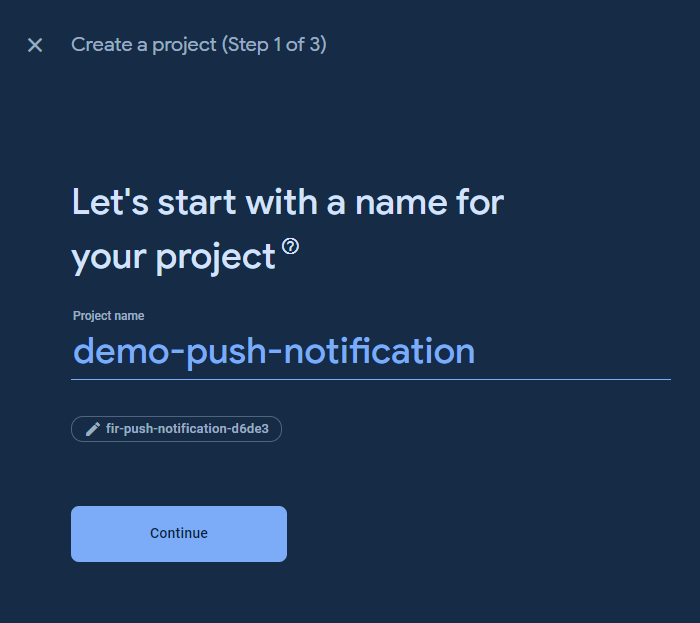 Create a project (Step 1 of 3)
Let's start with a name for
your project
Project name
demo-push-notification
fir-push-notification-d6de3
Continue